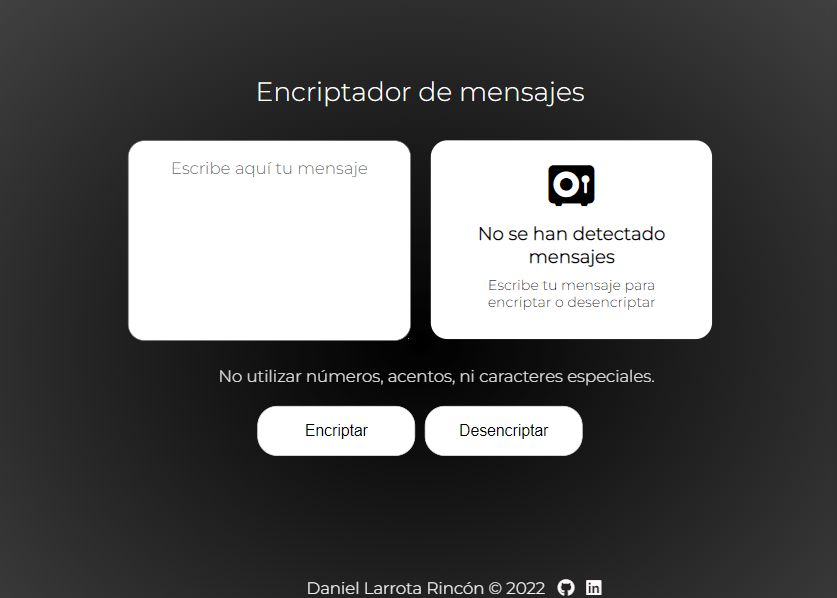 Encriptador de mensajes
Escribe aquí tu mensaje
No se han detectado
mensajes
Escribe tu mensaje para
encriptar o desencriptar
No utilizar números, acentos, ni caracteres especiales.
Encriptar
Desencriptar
Daniel Larrota Rincón © 2022